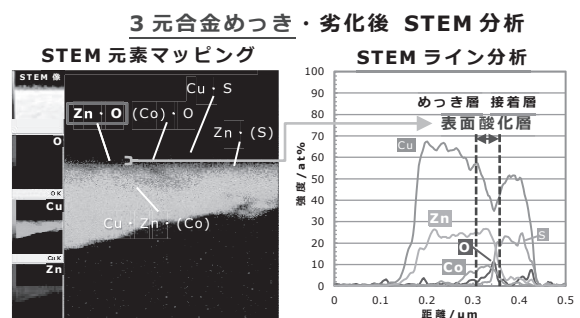 3元合金めっき・劣化後 STEM分析
STEM元素マッピング
STEM像
O
OK
Cu
CuK
Zn
Cu・S
Zn・O
(Co)・O
Zn・(S)
Cu・Zn・(Co)
STEMライン分析
強度/at%
100
90
80
70
60
50
40
30
20
10
0
めっき層 接着層
表面酸化層
Cu
Zn
S
O
Co
0 0.1 0.2 0.3 0.4 0.5
距離/um